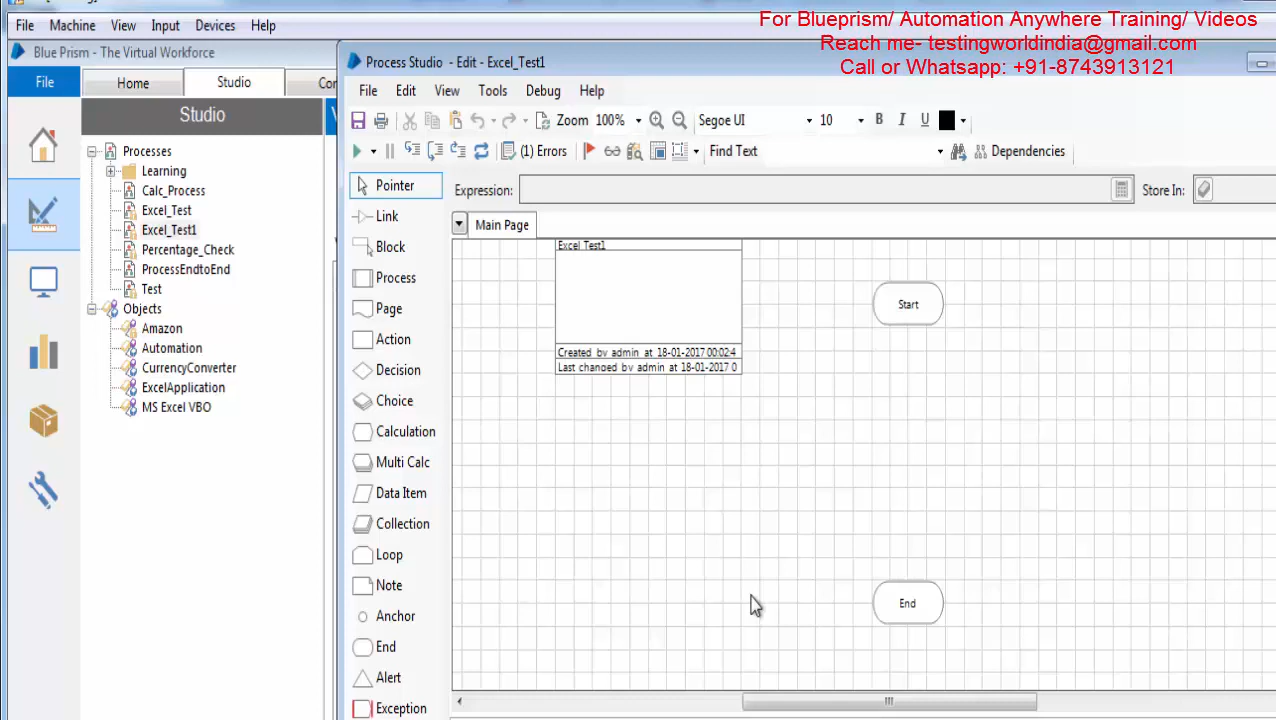 For Blueprism/ Automation Anywhere Training/ Videos
Reach me- testingworldindia@gmail.com
Call or Whatsapp: +91-8743913121
File Machine View Input Devices Help
Blue Prism - The Virtual Workforce
File Home Studio
Studio
Processes
Learning
Calc_Process
Excel_Test
Excel_Test1
Percentage_Check
ProcessEndtoEnd
Test
Objects
Amazon
Automation
CurrencyConverter
ExcelApplication
MS Excel VBO
Process Studio - Edit - Excel_Test1
File Edit View Tools Debug Help
Zoom 100% Segoe UI 10 B I U
(1) Errors Find Text Dependencies
Pointer
Link
Block
Process
Page
Action
Decision
Choice
Calculation
Multi Calc
Data Item
Collection
Loop
Note
Anchor
End
Alert
Exception
Expression: Store In:
Main Page
Excel Test1
Created by admin at 18-01-2017 00:02:4
Last changed by admin at 18-01-2017 0
Start
End